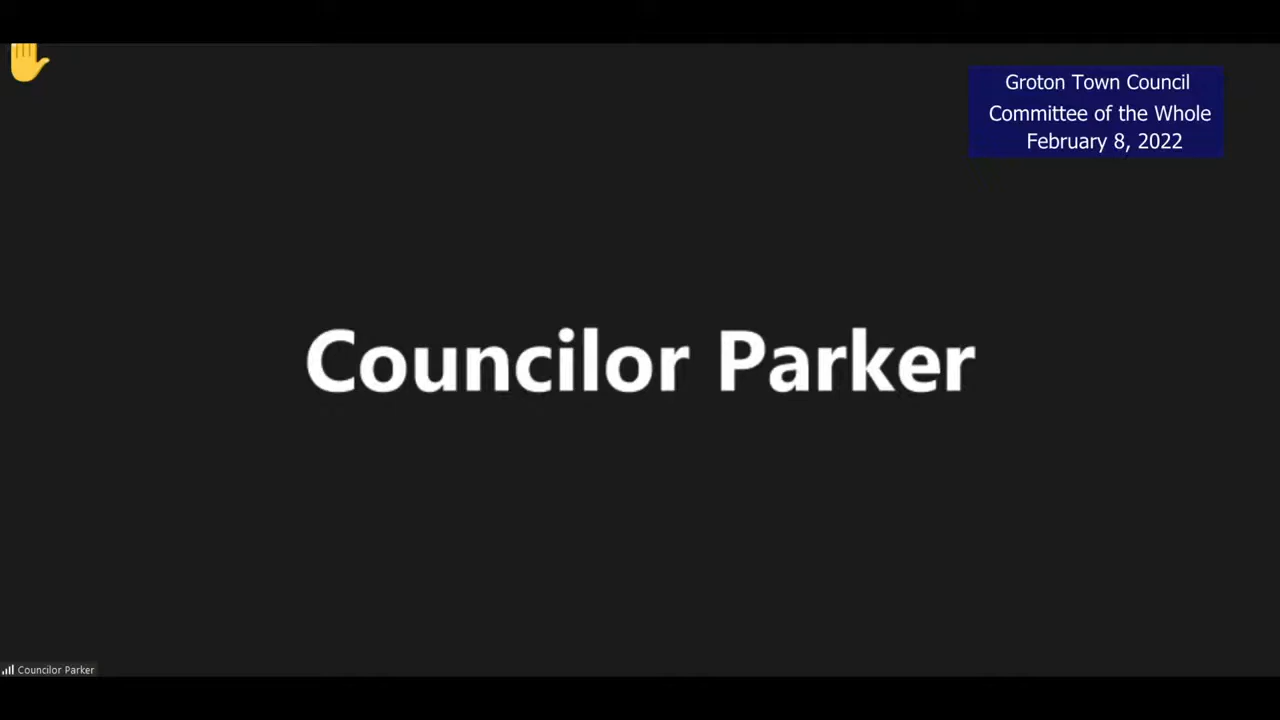 Groton Town Council
Committee of the Whole
February 8, 2022
Councilor Parker
Councilor Parker